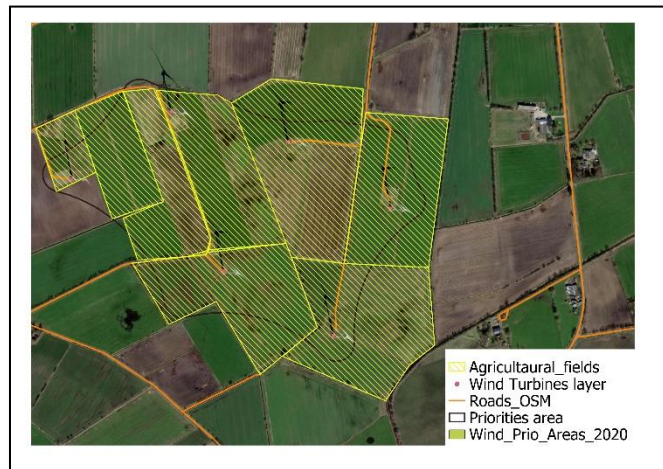 Agricultaural_fields
Wind Turbines layer
Roads_OSM
Priorities area
Wind_Prio_Areas_2020